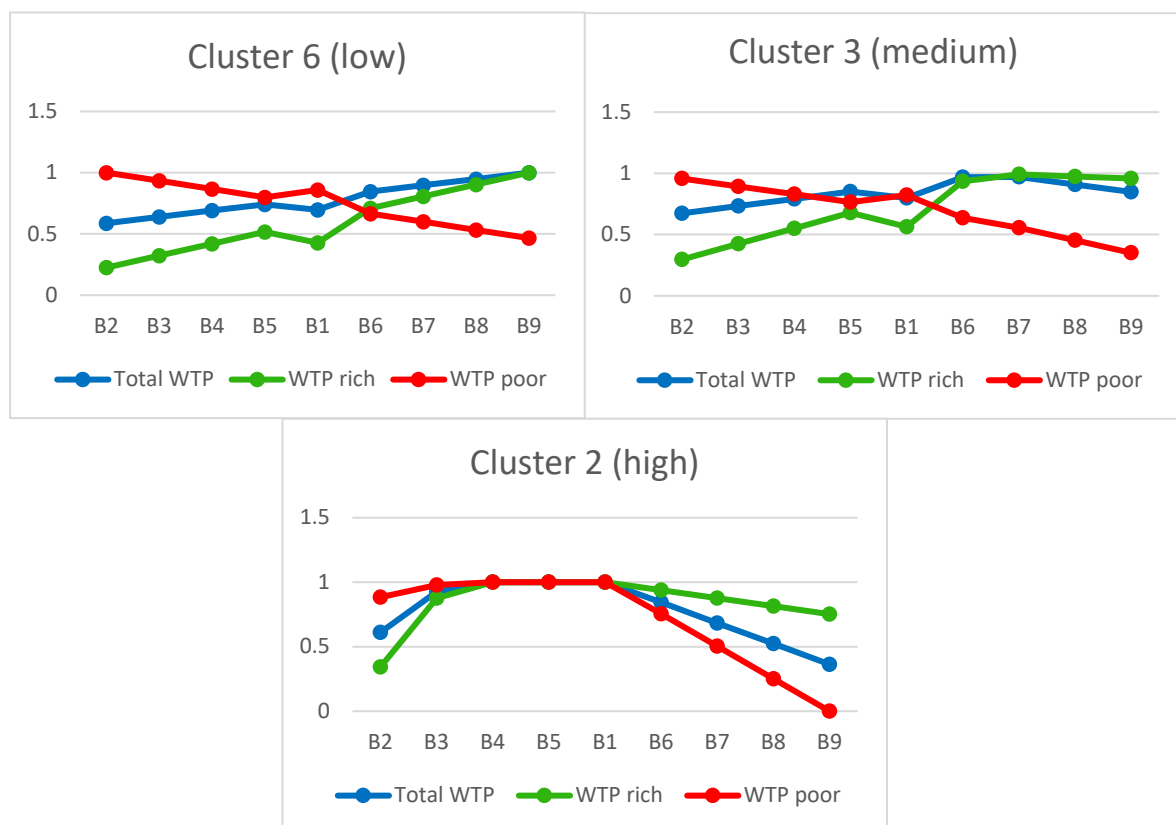 Cluster 6 (low)
1.5
1
0.5
0
B2 B3 B4 B5 B1 B6 B7 B8 B9
Total WTP WTP rich WTP poor
Cluster 3 (medium)
1.5
1
0.5
0
B2 B3 B4 B5 B1 B6 B7 B8 B9
Total WTP WTP rich WTP poor
Cluster 2 (high)
1.5
1
0.5
0
B2 B3 B4 B5 B1 B6 B7 B8 B9
Total WTP WTP rich WTP poor